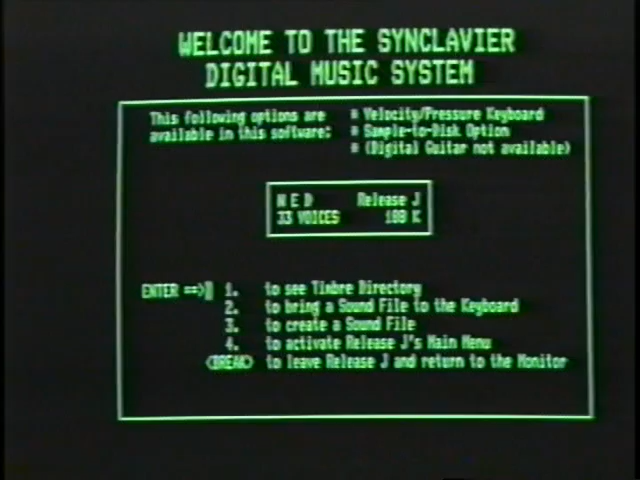 WELCOME TO THE SYNCLAVIER
DIGITAL MUSIC SYSTEM
This following options are
available in this software:
* Velocity/Pressure Keyboard
* Sample-to-Disk Option
* (Digital Guitar not available)
N E D Release J
33 VOICES K
ENTER ==> 1. to see Timbre Directory
2. to bring a Sound File to the Keyboard
3. to create a Sound File
4. to activate Release J's Main Menu
<BREAK> to leave Release J and return to the Monitor